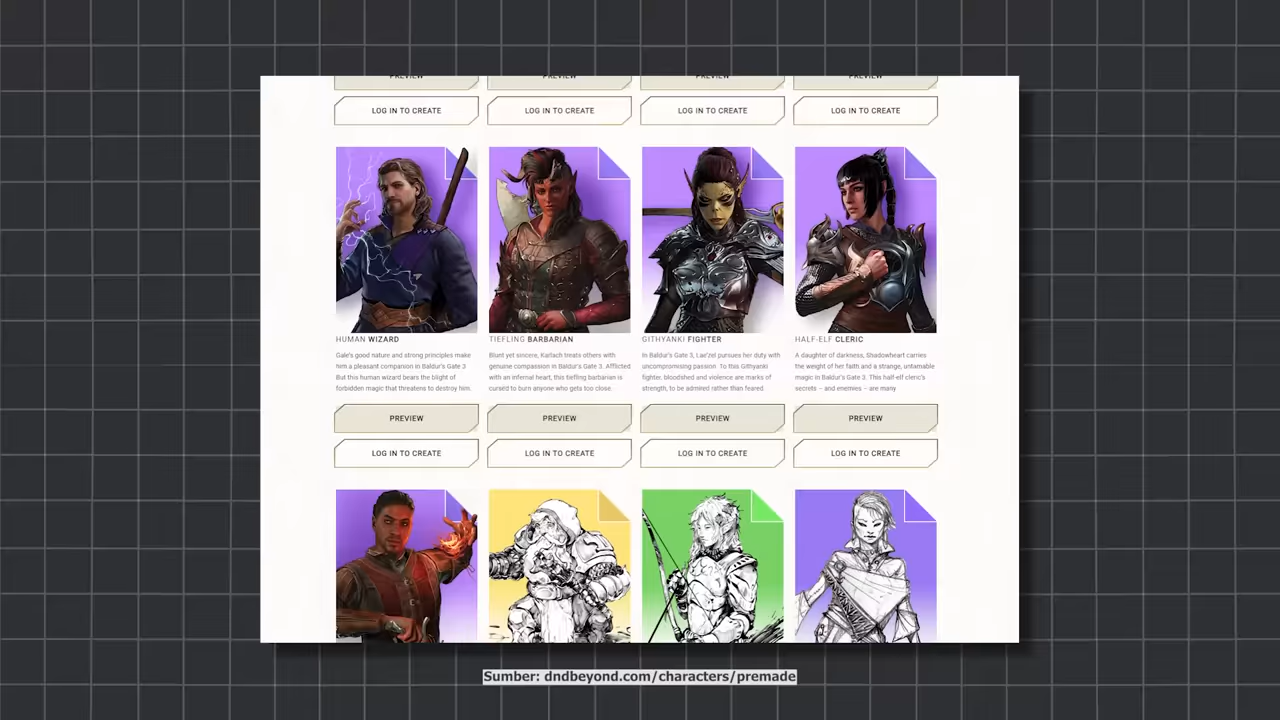 PREVIEW PREVIEW PREVIEW PREVIEW
LOG IN TO CREATE LOG IN TO CREATE LOG IN TO CREATE LOG IN TO CREATE
HUMAN WIZARD
Gale's good nature and strong principles make
him a pleasant companion in Baldur's Gate 3
But this human wizard bears the blight of
forbidden magic that threatens to destroy him.
TIEFLING BARBARIAN
Blunt yet sincere, Karlach treats others with
genuine compassion in Baldur's Gate 3. Afflicted
with an infernal heart, this tiefling barbarian is
cursed to burn anyone who gets too close.
GITHYANKI FIGHTER
In Baldur's Gate 3, Lae'zel pursues her duty with
uncompromising passion. To this Githyanki
fighter, bloodshed and violence are marks of
strength, to be admired rather than feared.
HALF-ELF CLERIC
A daughter of darkness, Shadowheart carries
the weight of her faith and a strange, untamable
magic in Baldur's Gate 3. This half-elf cleric's
secrets – and enemies – are many
PREVIEW PREVIEW PREVIEW PREVIEW
LOG IN TO CREATE LOG IN TO CREATE LOG IN TO CREATE LOG IN TO CREATE
Sumber: dndbeyond.com/characters/premade